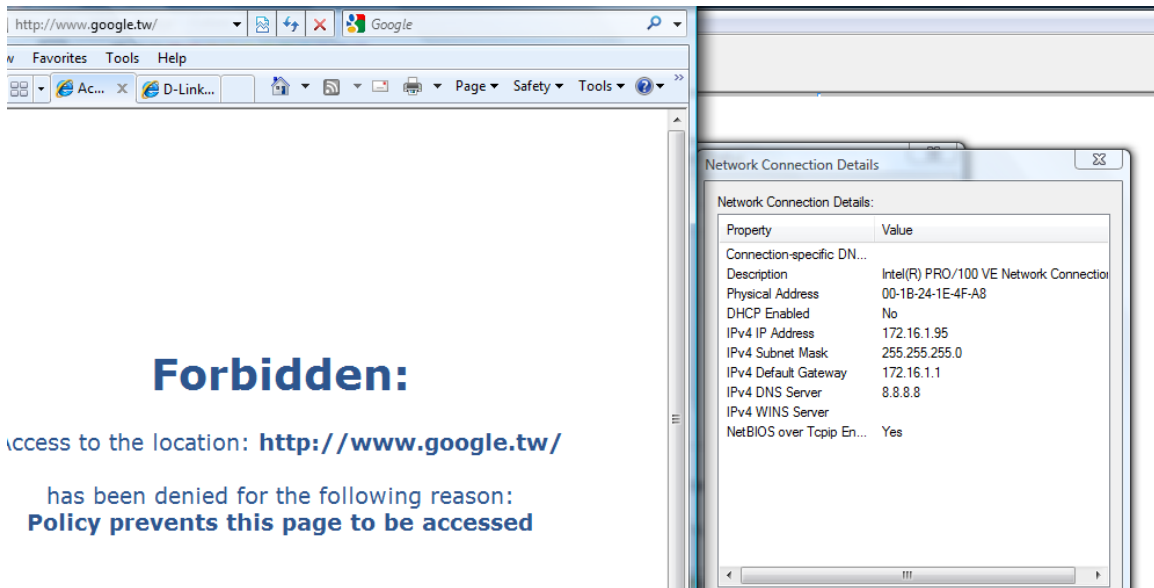 http://www.google.tw/
Google
Favorites Tools Help
Ac... X D-Link...
Page Safety Tools
Forbidden:
Access to the location: http://www.google.tw/
has been denied for the following reason:
Policy prevents this page to be accessed
Network Connection Details
Network Connection Details:
Property Value
Connection-specific DN...
Description Intel(R) PRO/100 VE Network Connection
Physical Address 00-1B-24-1E-4F-A8
DHCP Enabled No
IPv4 IP Address 172.16.1.95
IPv4 Subnet Mask 255.255.255.0
IPv4 Default Gateway 172.16.1.1
IPv4 DNS Server 8.8.8.8
IPv4 WINS Server
NetBIOS over Tcpip En... Yes